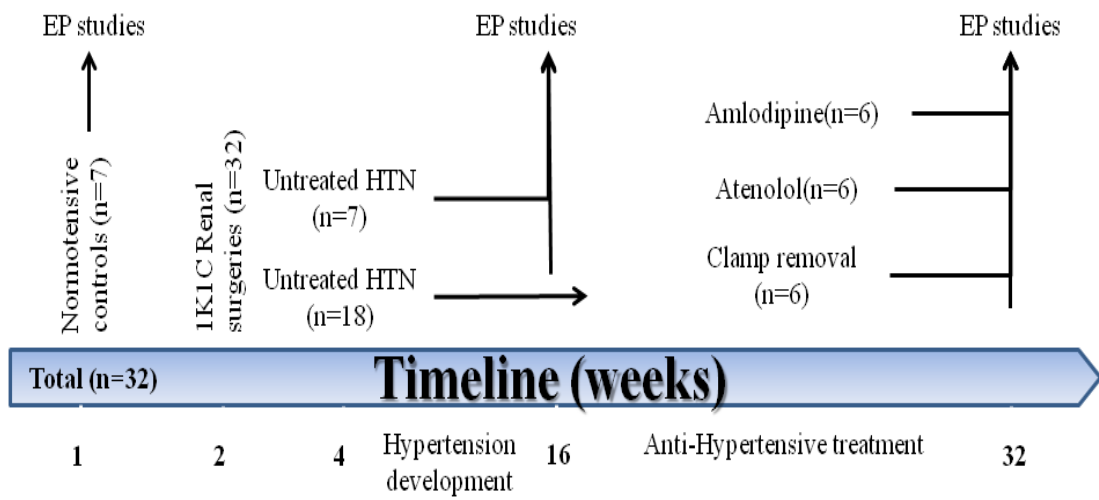 EP studies
EP studies
EP studies
Normotensive
controls (n=7)
1K1C Renal
surgeries (n=32)
Untreated HTN
(n=7)
Untreated HTN
(n=18)
Amlodipine(n=6)
Atenolol(n=6)
Clamp removal
(n=6)
Total (n=32)
Timeline (weeks)
1
2
4
Hypertension
development
16
Anti-Hypertensive treatment
32